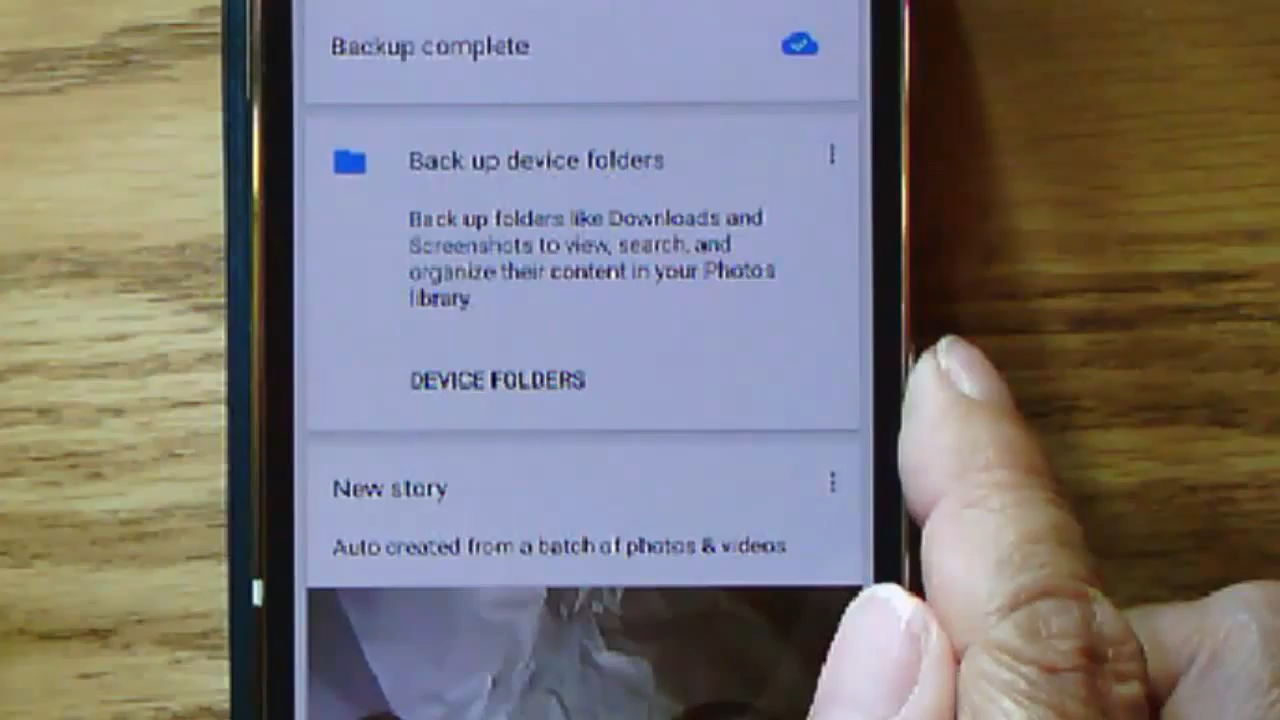 Backup complete
Back up device folders
Back up folders like Downloads and
Screenshots to view, search, and
organize their content in your Photos
library
DEVICE FOLDERS
New story
Auto created from a batch of photos & videos